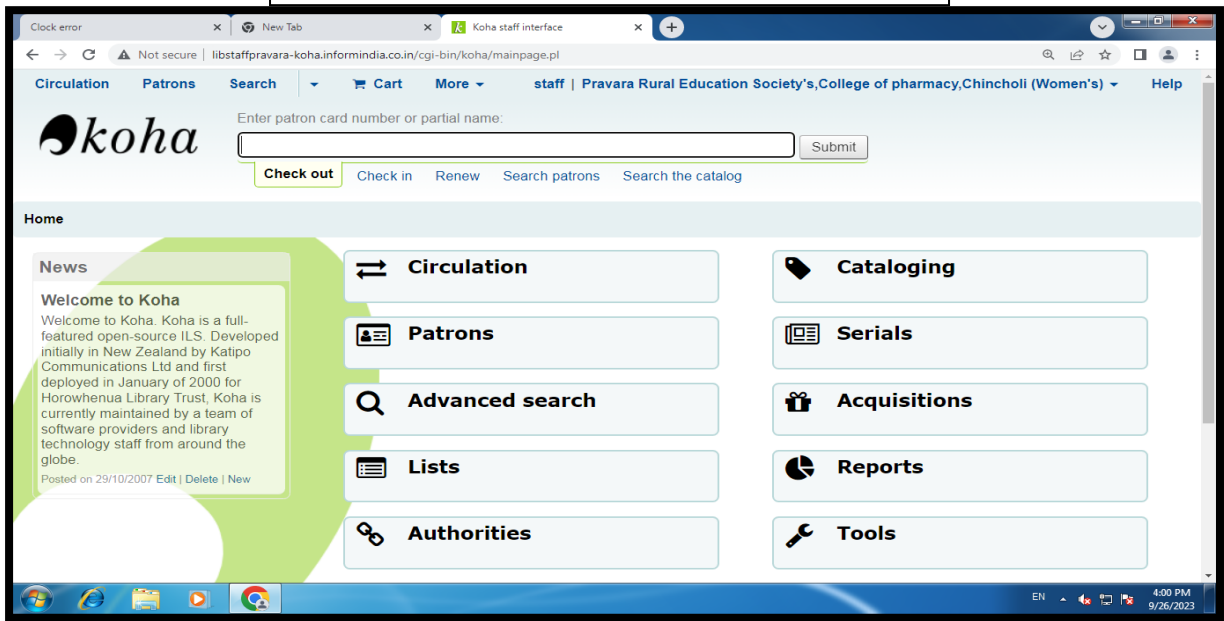 Clock error
New Tab
Koha staff interface
Not secure | libstaffpravara-koha.informindia.co.in/cgi-bin/koha/mainpage.pl
Circulation Patrons Search Cart More staff | Pravara Rural Education Society's,College of pharmacy,Chincholi (Women's) Help
koha
Enter patron card number or partial name:
Submit
Check out Check in Renew Search patrons Search the catalog
Home
News
Welcome to Koha
Welcome to Koha. Koha is a full-
featured open-source ILS. Developed
initially in New Zealand by Katipo
Communications Ltd and first
deployed in January of 2000 for
Horowhenua Library Trust, Koha is
currently maintained by a team of
software providers and library
technology staff from around the
globe.
Posted on 29/10/2007 Edit | Delete | New
Circulation
Cataloging
Patrons
Serials
Advanced search
Acquisitions
Lists
Reports
Authorities
Tools
EN
4:00 PM
9/26/2023